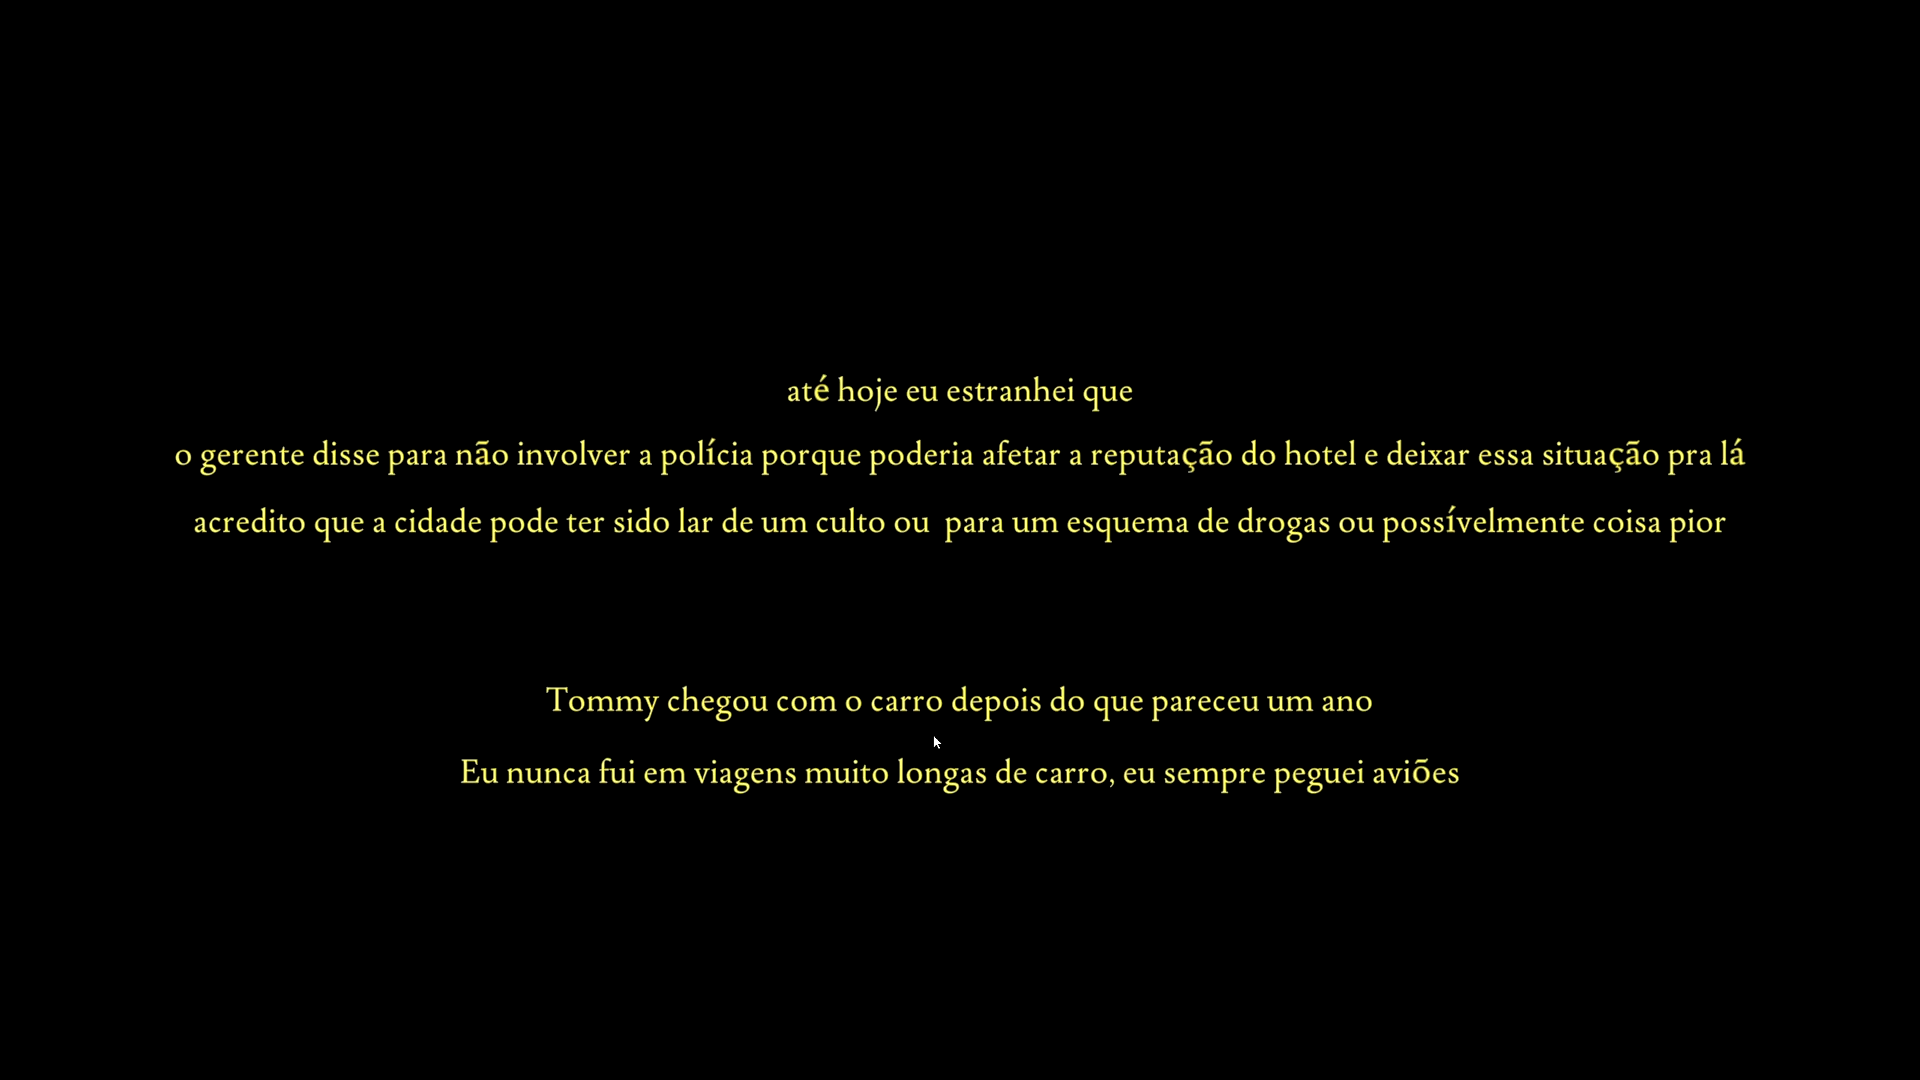 até hoje eu estranhei que
o gerente disse para não involver a polícia porque poderia afetar a reputação do hotel e deixar essa situação pra lá
acredito que a cidade pode ter sido lar de um culto ou  para um esquema de drogas ou possívelmente coisa pior
Tommy chegou com o carro depois do que pareceu um ano
Eu nunca fui em viagens muito longas de carro, eu sempre peguei aviões